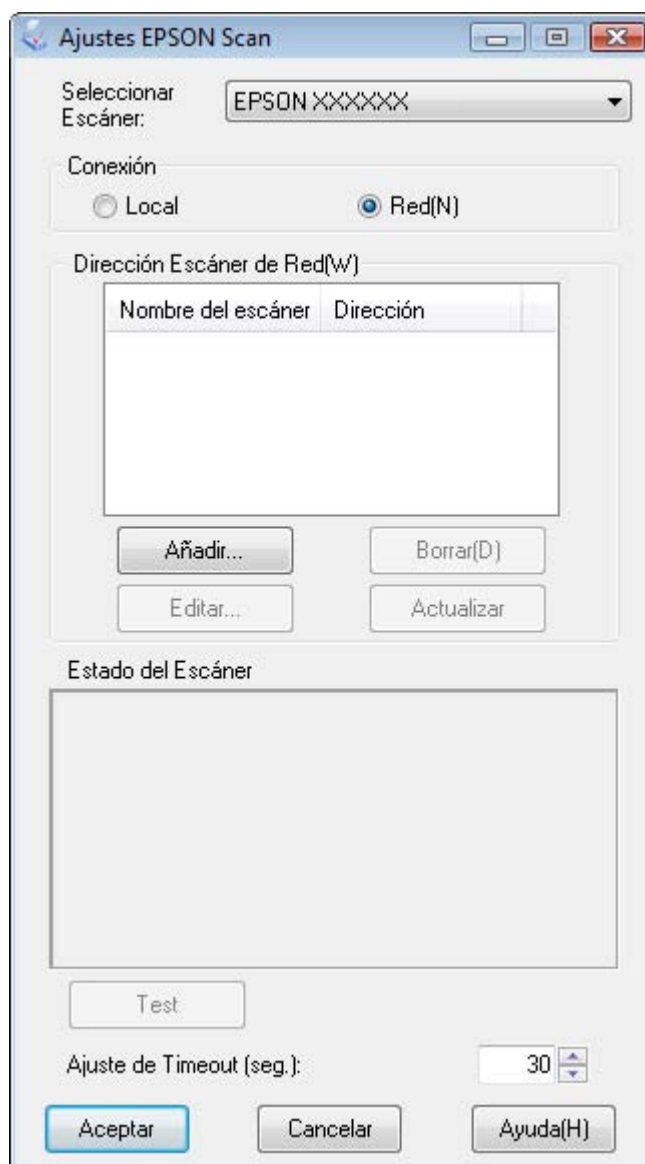 Ajustes EPSON Scan
Seleccionar
Escáner:
EPSON XXXXXX
Conexión
Local
Red(N)
Dirección Escáner de Red(W)
Nombre del escáner Dirección
Añadir... Borrar(D)
Editar... Actualizar
Estado del Escáner
Test
Ajuste de Timeout (seg.): 30
Aceptar Cancelar Ayuda(H)